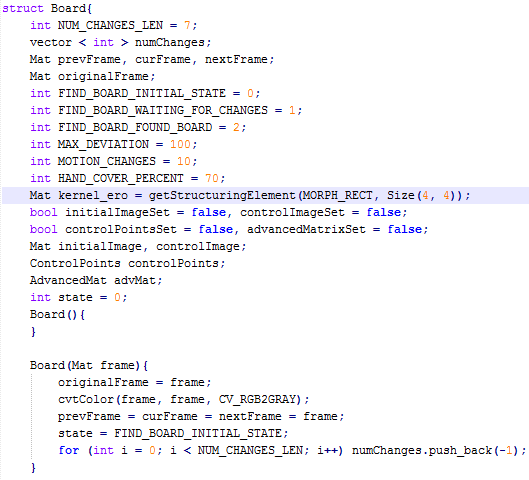 struct Board{
    int NUM_CHANGES_LEN = 7;
    vector < int > numChanges;
    Mat prevFrame, curFrame, nextFrame;
    Mat originalFrame;
    int FIND_BOARD_INITIAL_STATE = 0;
    int FIND_BOARD_WAITING_FOR_CHANGES = 1;
    int FIND_BOARD_FOUND_BOARD = 2;
    int MAX_DEVIATION = 100;
    int MOTION_CHANGES = 10;
    int HAND_COVER_PERCENT = 70;
    Mat kernel_ero = getStructuringElement(MORPH_RECT, Size(4, 4));
    bool initialImageSet = false, controlImageSet = false;
    bool controlPointsSet = false, advancedMatrixSet = false;
    Mat initialImage, controlImage;
    ControlPoints controlPoints;
    AdvancedMat advMat;
    int state = 0;
    Board(){
    }

    Board(Mat frame){
        originalFrame = frame;
        cvtColor(frame, frame, CV_RGB2GRAY);
        prevFrame = curFrame = nextFrame = frame;
        state = FIND_BOARD_INITIAL_STATE;
        for (int i = 0; i < NUM_CHANGES_LEN; i++) numChanges.push_back(-1);
    }